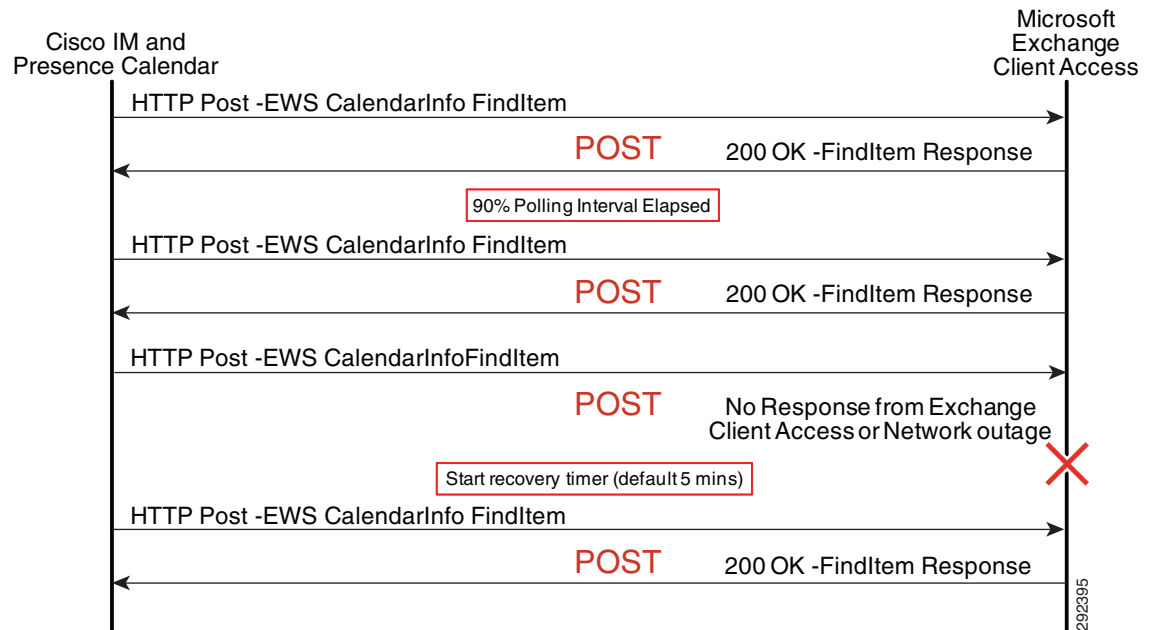 Cisco IM and
Presence Calendar
Microsoft
Exchange
Client Access
HTTP Post -EWS CalendarInfo FindItem
POST 200 OK -FindItem Response
90% Polling Interval Elapsed
HTTP Post -EWS CalendarInfo FindItem
POST 200 OK -FindItem Response
HTTP Post -EWS CalendarInfoFindItem
POST No Response from Exchange
Client Access or Network outage
Start recovery timer (default 5 mins)
HTTP Post -EWS CalendarInfo FindItem
POST 200 OK -FindItem Response
292395